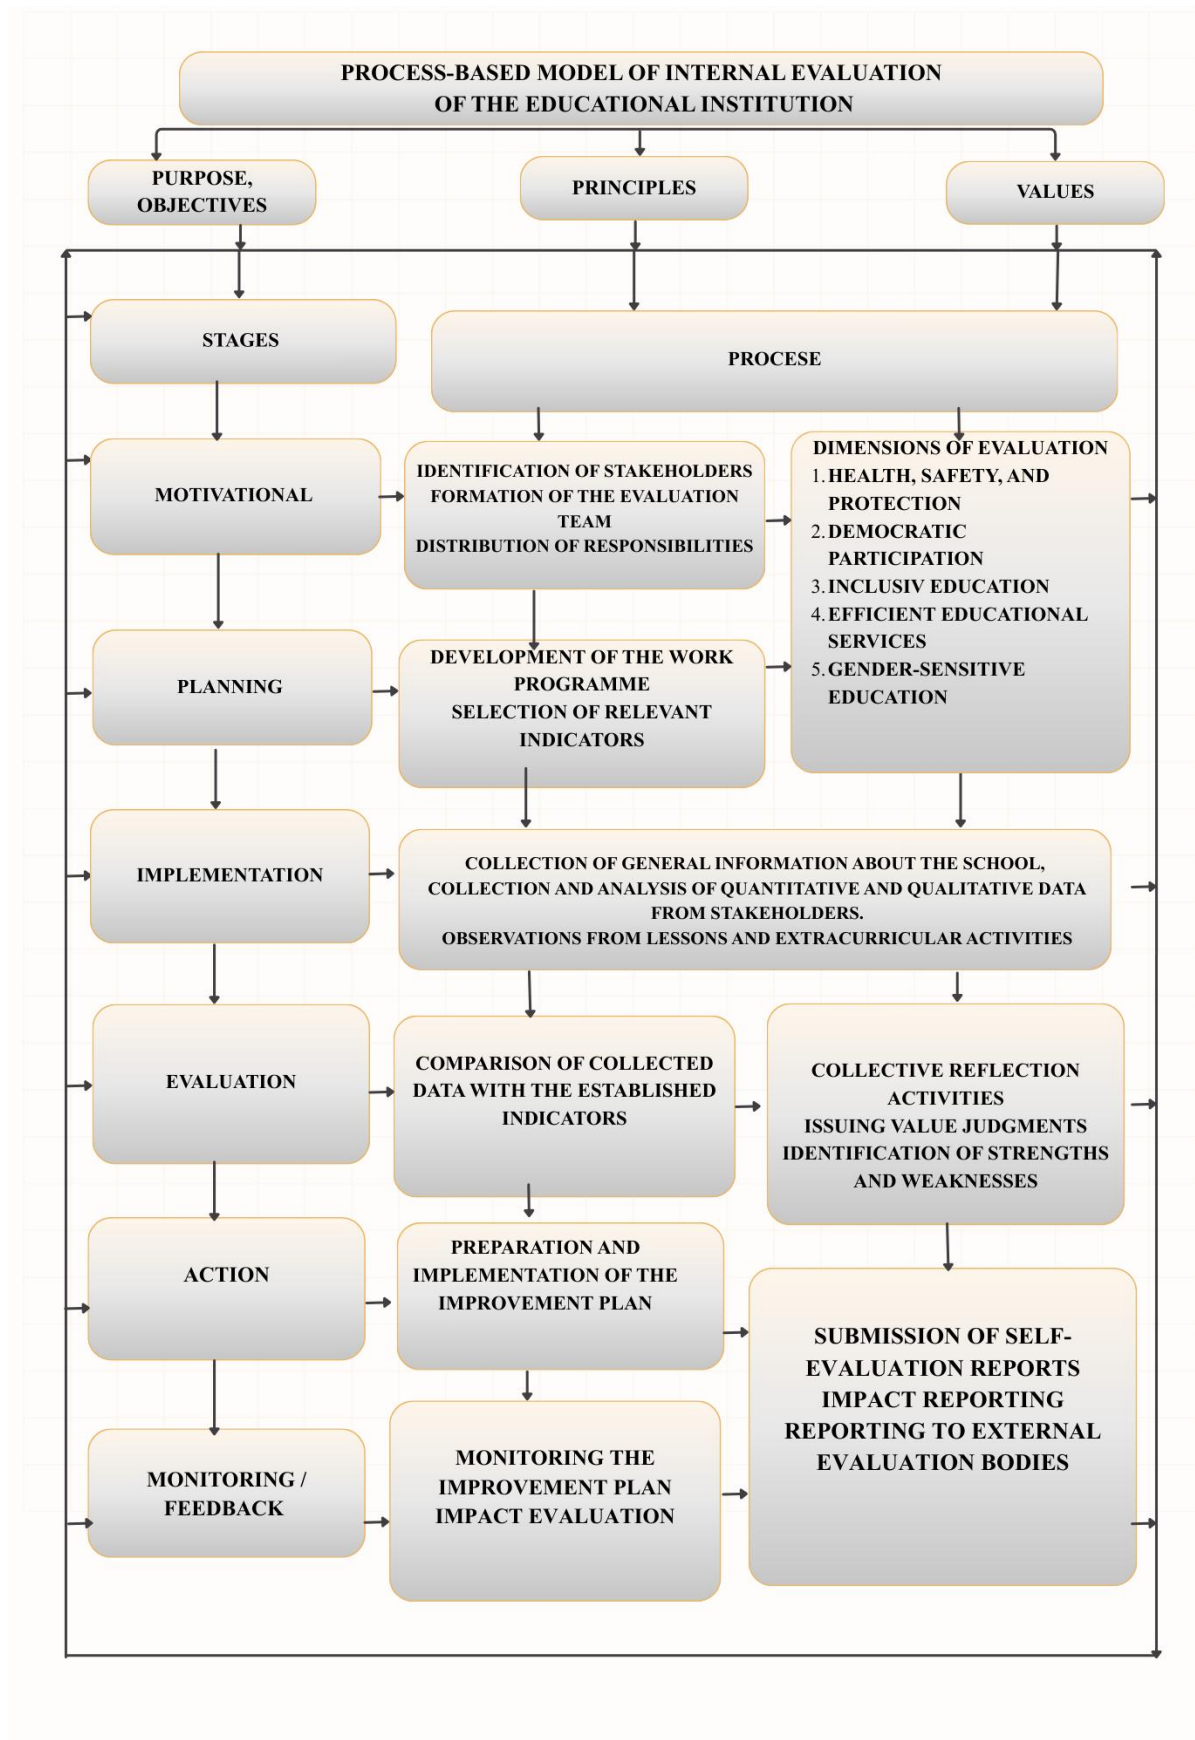 PROCESS-BASED MODEL OF INTERNAL EVALUATION
OF THE EDUCATIONAL INSTITUTION
PURPOSE,
OBJECTIVES
PRINCIPLES
VALUES
STAGES
PROCESE
MOTIVATIONAL
IDENTIFICATION OF STAKEHOLDERS
FORMATION OF THE EVALUATION
TEAM
DISTRIBUTION OF RESPONSIBILITIES
DIMENSIONS OF EVALUATION
1. HEALTH, SAFETY, AND
PROTECTION
2. DEMOCRATIC
PARTICIPATION
3. INCLUSIV EDUCATION
4. EFFICIENT EDUCATIONAL
SERVICES
5. GENDER-SENSITIVE
EDUCATION
PLANNING
DEVELOPMENT OF THE WORK
PROGRAMME
SELECTION OF RELEVANT
INDICATORS
IMPLEMENTATION
COLLECTION OF GENERAL INFORMATION ABOUT THE SCHOOL,
COLLECTION AND ANALYSIS OF QUANTITATIVE AND QUALITATIVE DATA
FROM STAKEHOLDERS.
OBSERVATIONS FROM LESSONS AND EXTRACURRICULAR ACTIVITIES
EVALUATION
COMPARISON OF COLLECTED
DATA WITH THE ESTABLISHED
INDICATORS
COLLECTIVE REFLECTION
ACTIVITIES
ISSUING VALUE JUDGMENTS
IDENTIFICATION OF STRENGTHS
AND WEAKNESSES
ACTION
PREPARATION AND
IMPLEMENTATION OF THE
IMPROVEMENT PLAN
SUBMISSION OF SELF-
EVALUATION REPORTS
IMPACT REPORTING
REPORTING TO EXTERNAL
EVALUATION BODIES
MONITORING /
FEEDBACK
MONITORING THE
IMPROVEMENT PLAN
IMPACT EVALUATION